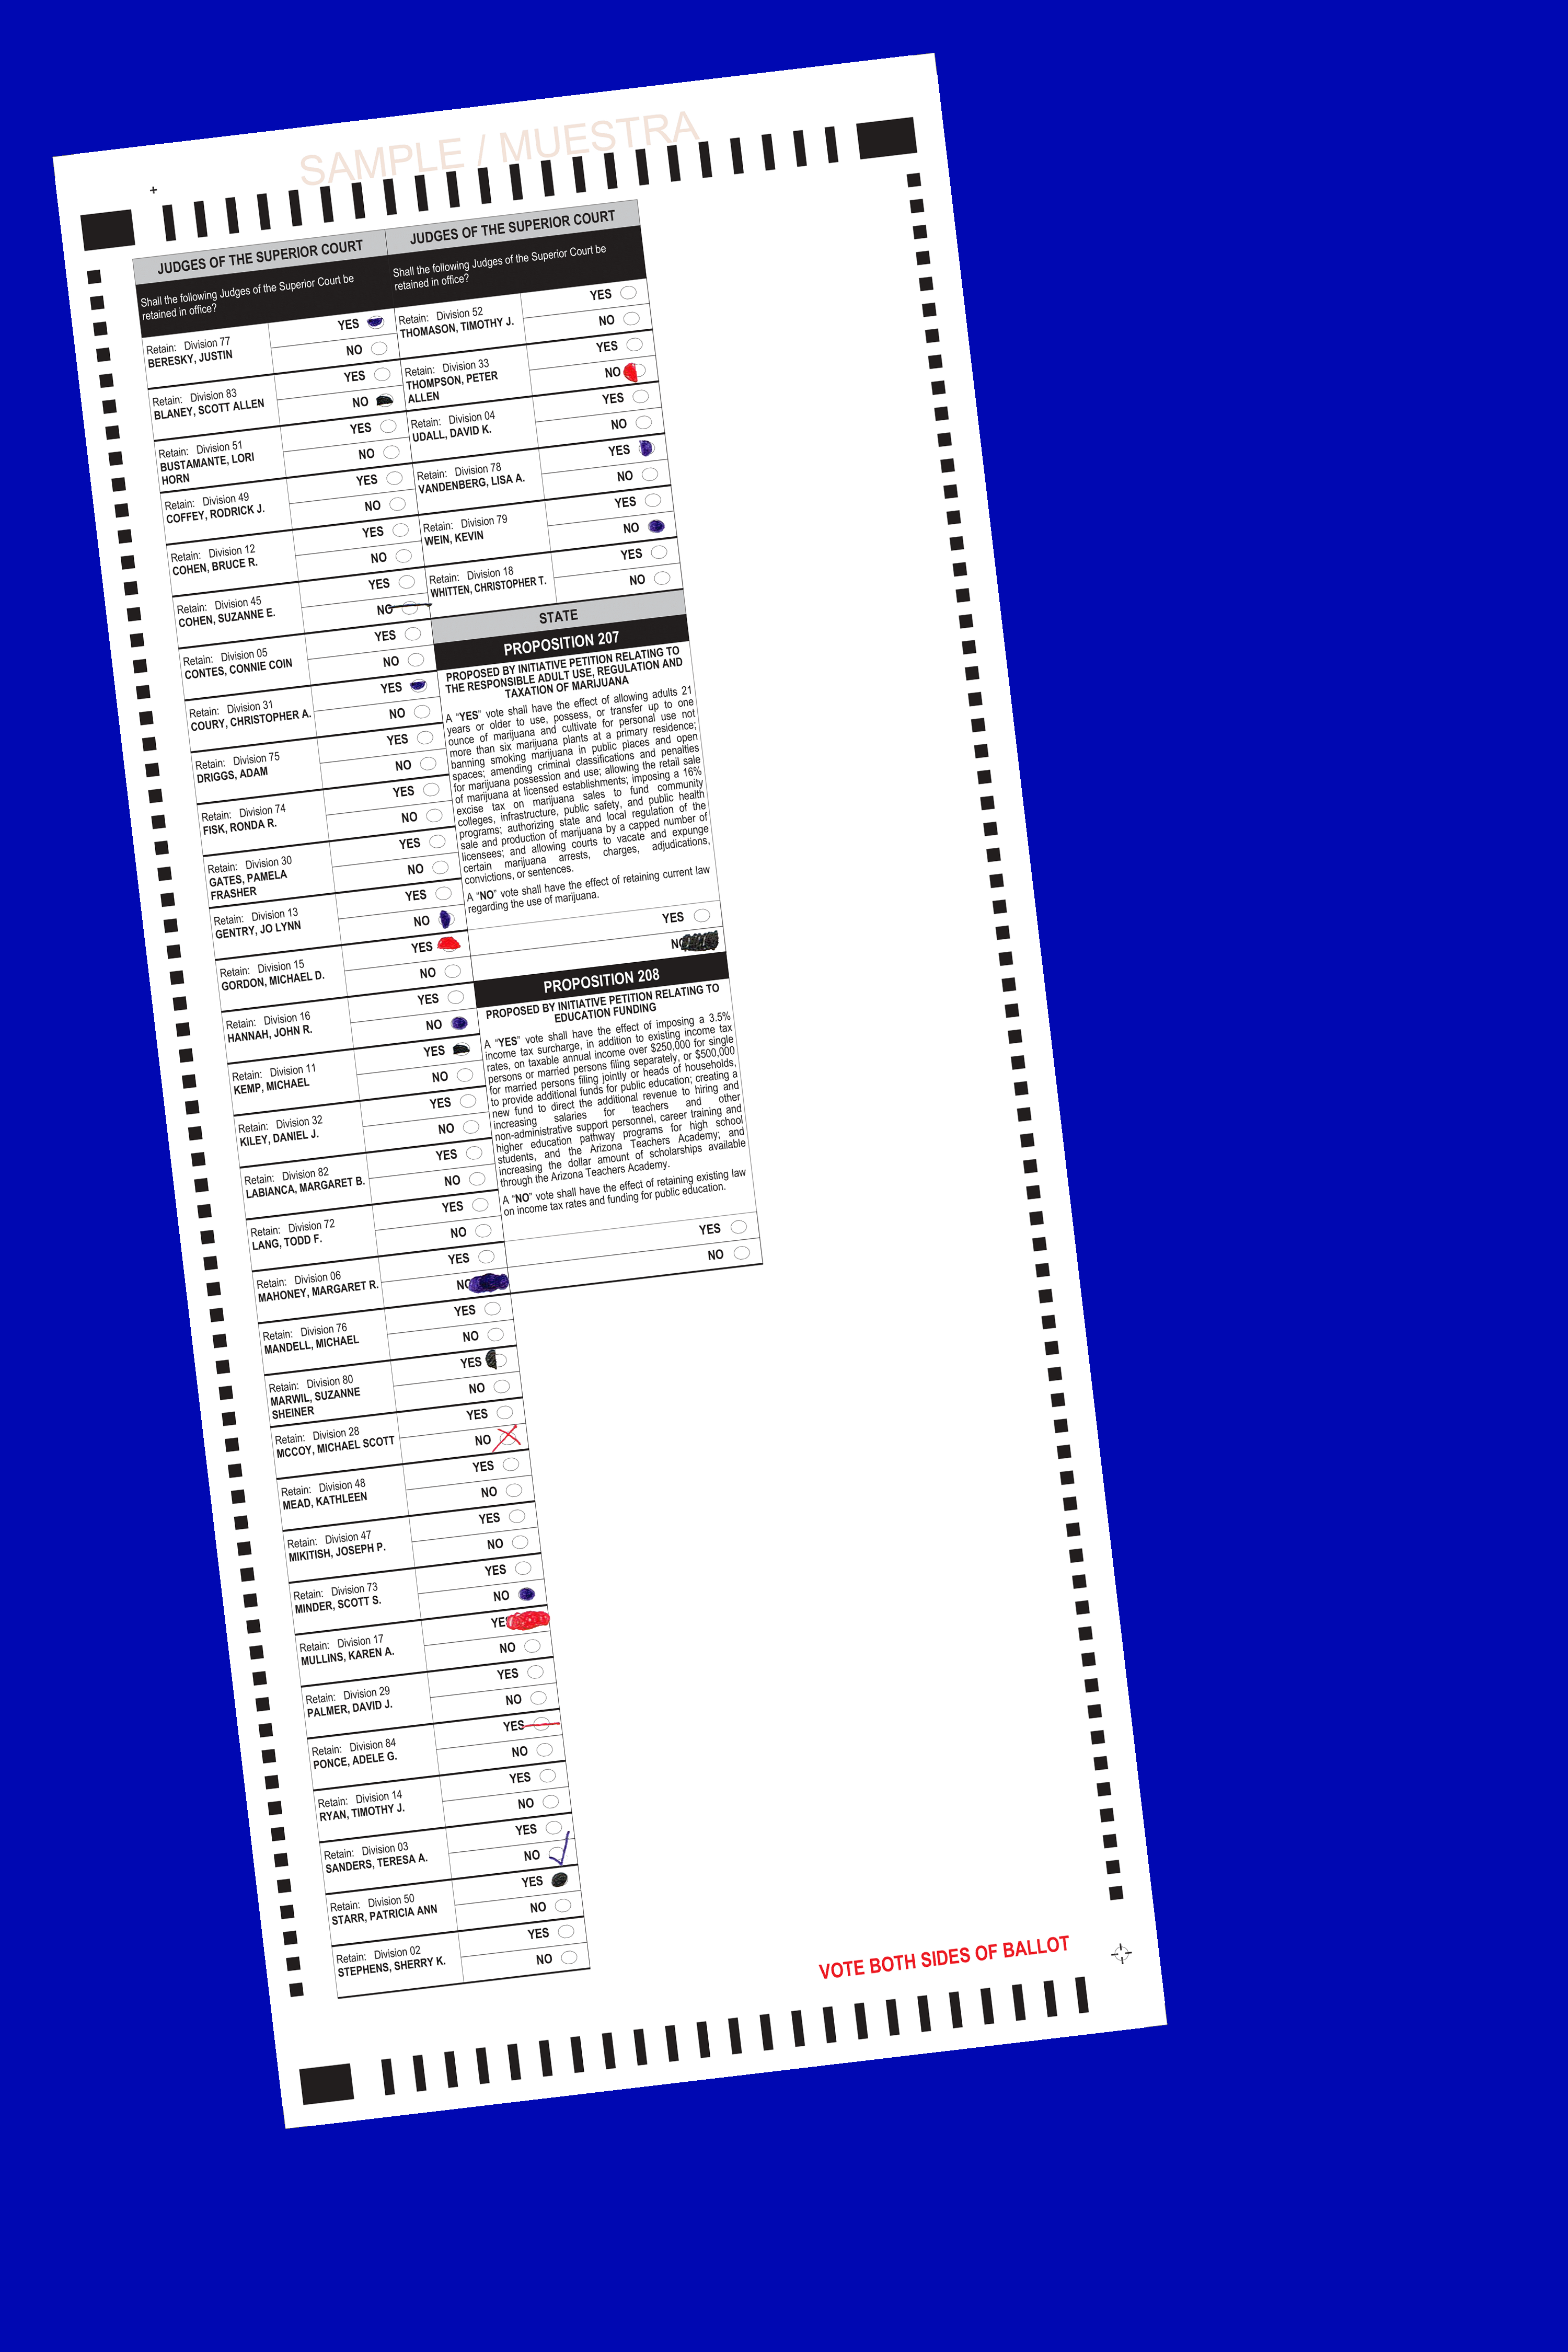 SAMPLE / MUESTRA
JUDGES OF THE SUPERIOR COURT
Shall the following Judges of the Superior Court be
retained in office?
Retain: Division 77
BERESKY, JUSTIN
YES
NO
Retain: Division 83
BLANEY, SCOTT ALLEN
YES
NO
Retain: Division 51
BUSTAMANTE, LORI
HORN
YES
NO
Retain: Division 49
COFFEY, RODRICK J.
YES
NO
Retain: Division 12
COHEN, BRUCE R.
YES
NO
Retain: Division 45
COHEN, SUZANNE E.
YES
NO
Retain: Division 05
CONTES, CONNIE COIN
YES
NO
Retain: Division 31
COURY, CHRISTOPHER A.
YES
NO
Retain: Division 75
DRIGGS, ADAM
YES
NO
Retain: Division 74
FISK, RONDA R.
YES
NO
Retain: Division 30
GATES, PAMELA
FRASHER
YES
NO
Retain: Division 13
GENTRY, JO LYNN
YES
NO
Retain: Division 15
GORDON, MICHAEL D.
YES
NO
Retain: Division 16
HANNAH, JOHN R.
YES
NO
Retain: Division 11
KEMP, MICHAEL
YES
NO
Retain: Division 32
KILEY, DANIEL J.
YES
NO
Retain: Division 82
LABIANCA, MARGARET B.
YES
NO
Retain: Division 72
LANG, TODD F.
YES
NO
Retain: Division 06
MAHONEY, MARGARET R.
YES
NO
Retain: Division 76
MANDELL, MICHAEL
YES
NO
Retain: Division 80
MARWIL, SUZANNE
SHEINER
YES
NO
Retain: Division 28
MCCOY, MICHAEL SCOTT
YES
NO
Retain: Division 48
MEAD, KATHLEEN
YES
NO
Retain: Division 47
MIKITISH, JOSEPH P.
YES
NO
Retain: Division 73
MINDER, SCOTT S.
YES
NO
Retain: Division 17
MULLINS, KAREN A.
YES
NO
Retain: Division 29
PALMER, DAVID J.
YES
NO
Retain: Division 84
PONCE, ADELE G.
YES
NO
Retain: Division 14
RYAN, TIMOTHY J.
YES
NO
Retain: Division 03
SANDERS, TERESA A.
YES
NO
Retain: Division 50
STARR, PATRICIA ANN
YES
NO
Retain: Division 02
STEPHENS, SHERRY K.
YES
NO
JUDGES OF THE SUPERIOR COURT
Shall the following Judges of the Superior Court be
retained in office?
Retain: Division 52
THOMASON, TIMOTHY J.
YES
NO
Retain: Division 33
THOMPSON, PETER
ALLEN
YES
NO
Retain: Division 04
UDALL, DAVID K.
YES
NO
Retain: Division 78
VANDENBERG, LISA A.
YES
NO
Retain: Division 79
WEIN, KEVIN
YES
NO
Retain: Division 18
WHITTEN, CHRISTOPHER T.
YES
NO
STATE
PROPOSITION 207
PROPOSED BY INITIATIVE PETITION RELATING TO
THE RESPONSIBLE ADULT USE, REGULATION AND
TAXATION OF MARIJUANA
A “YES” vote shall have the effect of allowing adults 21
years or older to use, possess, or transfer up to one
ounce of marijuana and cultivate for personal use not
more than six marijuana plants at a primary residence;
banning smoking marijuana in public places and open
spaces; amending criminal classifications and penalties
for marijuana possession and use; allowing the retail sale
of marijuana at licensed establishments; imposing a 16%
excise tax on marijuana sales to fund community
colleges, infrastructure, public safety, and public health
programs; authorizing state and local regulation of the
sale and production of marijuana by a capped number of
licensees; and allowing courts to vacate and expunge
certain marijuana arrests, charges, adjudications,
convictions, or sentences.
A “NO” vote shall have the effect of retaining current law
regarding the use of marijuana.
YES
NO
PROPOSITION 208
PROPOSED BY INITIATIVE PETITION RELATING TO
EDUCATION FUNDING
A “YES” vote shall have the effect of imposing a 3.5%
income tax surcharge, in addition to existing income tax
rates, on taxable annual income over $250,000 for single
persons or married persons filing separately, or $500,000
for married persons filing jointly or heads of households,
to provide additional funds for public education; creating a
new fund to direct the additional revenue to hiring and
increasing salaries for teachers and other
non-administrative support personnel, career training and
higher education pathway programs for high school
students, and the Arizona Teachers Academy; and
increasing the dollar amount of scholarships available
through the Arizona Teachers Academy.
A “NO” vote shall have the effect of retaining existing law
on income tax rates and funding for public education.
YES
NO
VOTE BOTH SIDES OF BALLOT